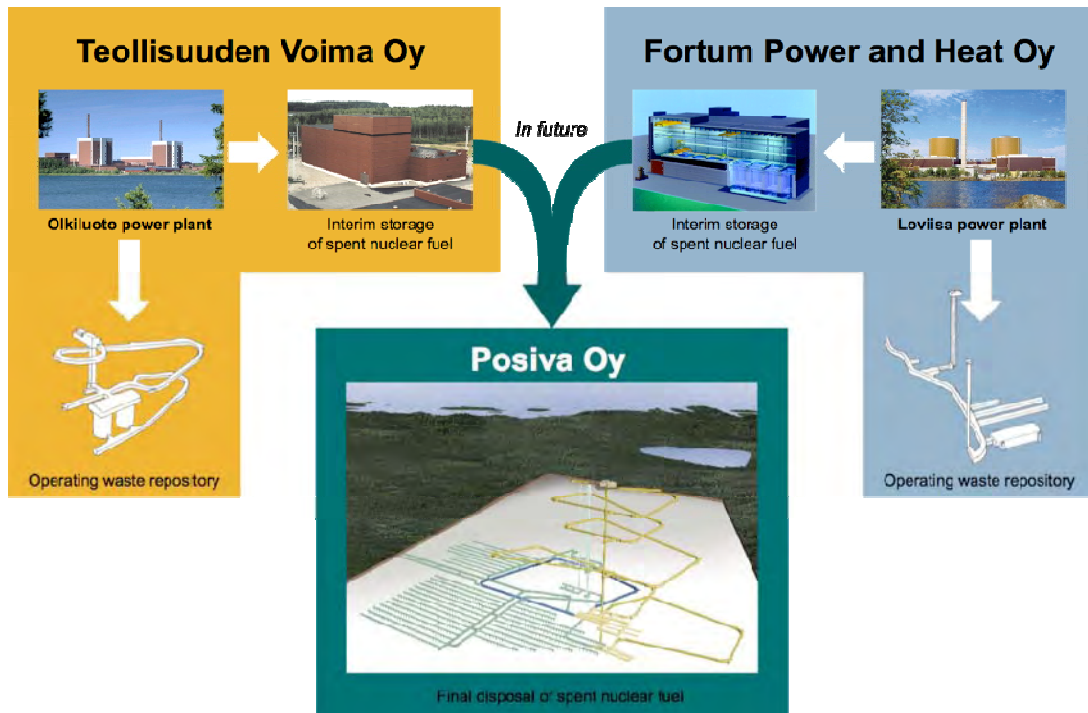 Teollisuuden Voima Oy
Olkiluoto power plant
Interim storage
of spent nuclear fuel
Operating waste repository
In future
Fortum Power and Heat Oy
Interim storage
of spent nuclear fuel
Loviisa power plant
Operating waste repository
Posiva Oy
Final disposal of spent nuclear fuel